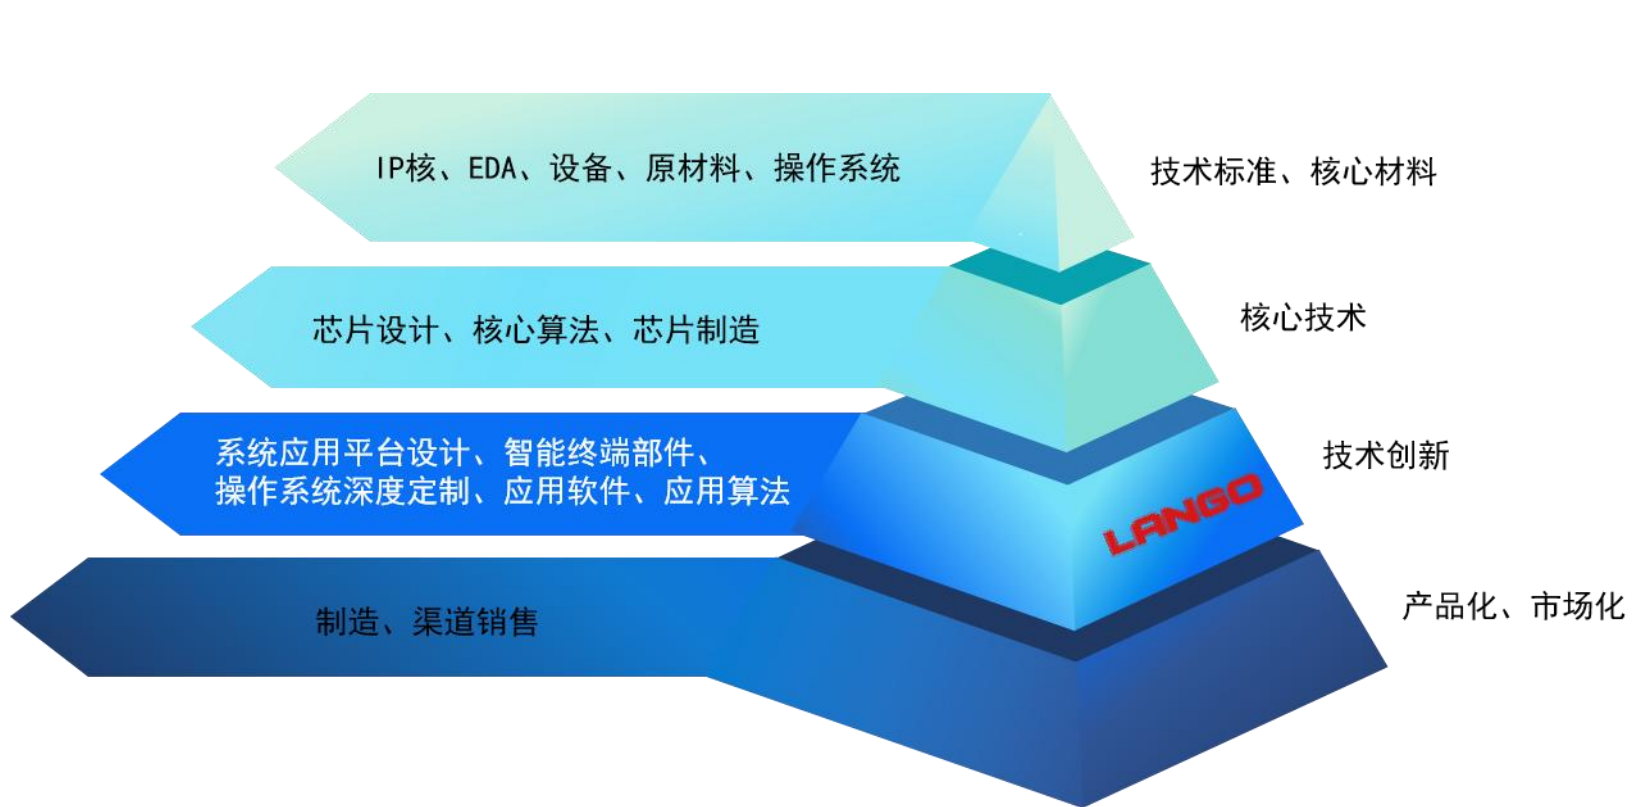 IP核、EDA、设备、原材料、操作系统
技术标准、核心材料
芯片设计、核心算法、芯片制造
核心技术
系统应用平台设计、智能终端部件、
操作系统深度定制、应用软件、应用算法
技术创新
LANGO
制造、渠道销售
产品化、市场化